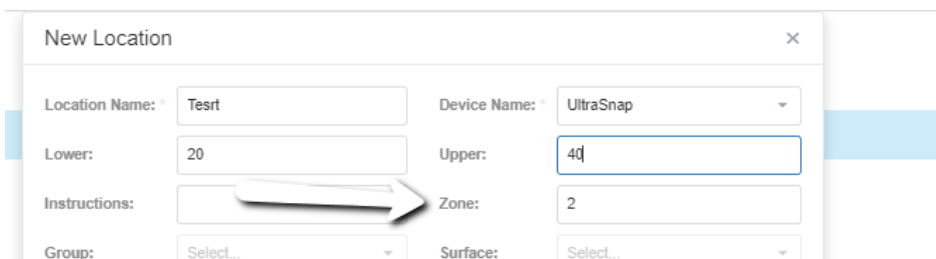 New Location ×
Location Name: * Tesrt Device Name: * UltraSnap
Lower: 20 Upper: 40
Instructions: Zone: 2
Group: Select... Surface: Select...